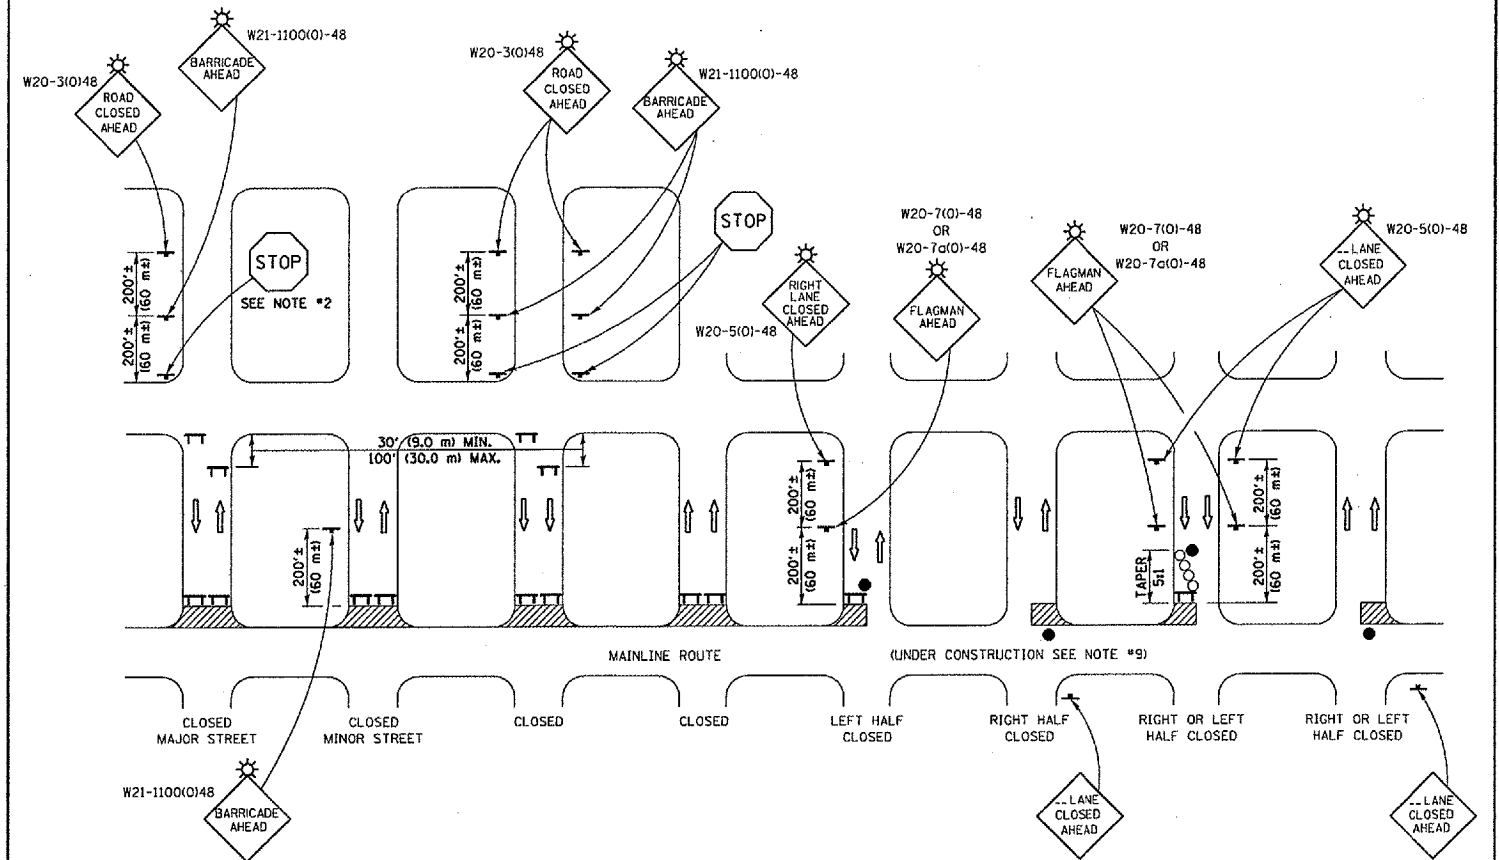 W21-1100(0)-48
BARRICADE
AHEAD
W20-3(0)48
ROAD
CLOSED
AHEAD
W20-3(0)48
ROAD
CLOSED
AHEAD
W21-1100(0)-48
BARRICADE
AHEAD
STOP
SEE NOTE #2
STOP
W20-7(0)-48
OR
W20-7a(0)-48
FLAGMAN
AHEAD
RIGHT
LANE
CLOSED
AHEAD
W20-5(0)-48
W20-7(0)-48
OR
W20-7a(0)-48
FLAGMAN
AHEAD
W20-5(0)-48
--LANE
CLOSED
AHEAD
200'±
(60 m±)
200'±
(60 m±)
200'±
(60 m±)
200'±
(60 m±)
30' (9.0 m) MIN.
100' (30.0 m) MAX.
200'±
(60 m±)
200'±
(60 m±)
200'±
(60 m±)
TAPER
5:1
200'±
(60 m±)
200'±
(60 m±)
MAINLINE ROUTE
(UNDER CONSTRUCTION SEE NOTE #9)
CLOSED
MAJOR STREET
CLOSED
MINOR STREET
CLOSED
CLOSED
LEFT HALF
CLOSED
RIGHT HALF
CLOSED
RIGHT OR LEFT
HALF CLOSED
RIGHT OR LEFT
HALF CLOSED
W21-1100(0)48
BARRICADE
AHEAD
--LANE
CLOSED
AHEAD
--LANE
CLOSED
AHEAD